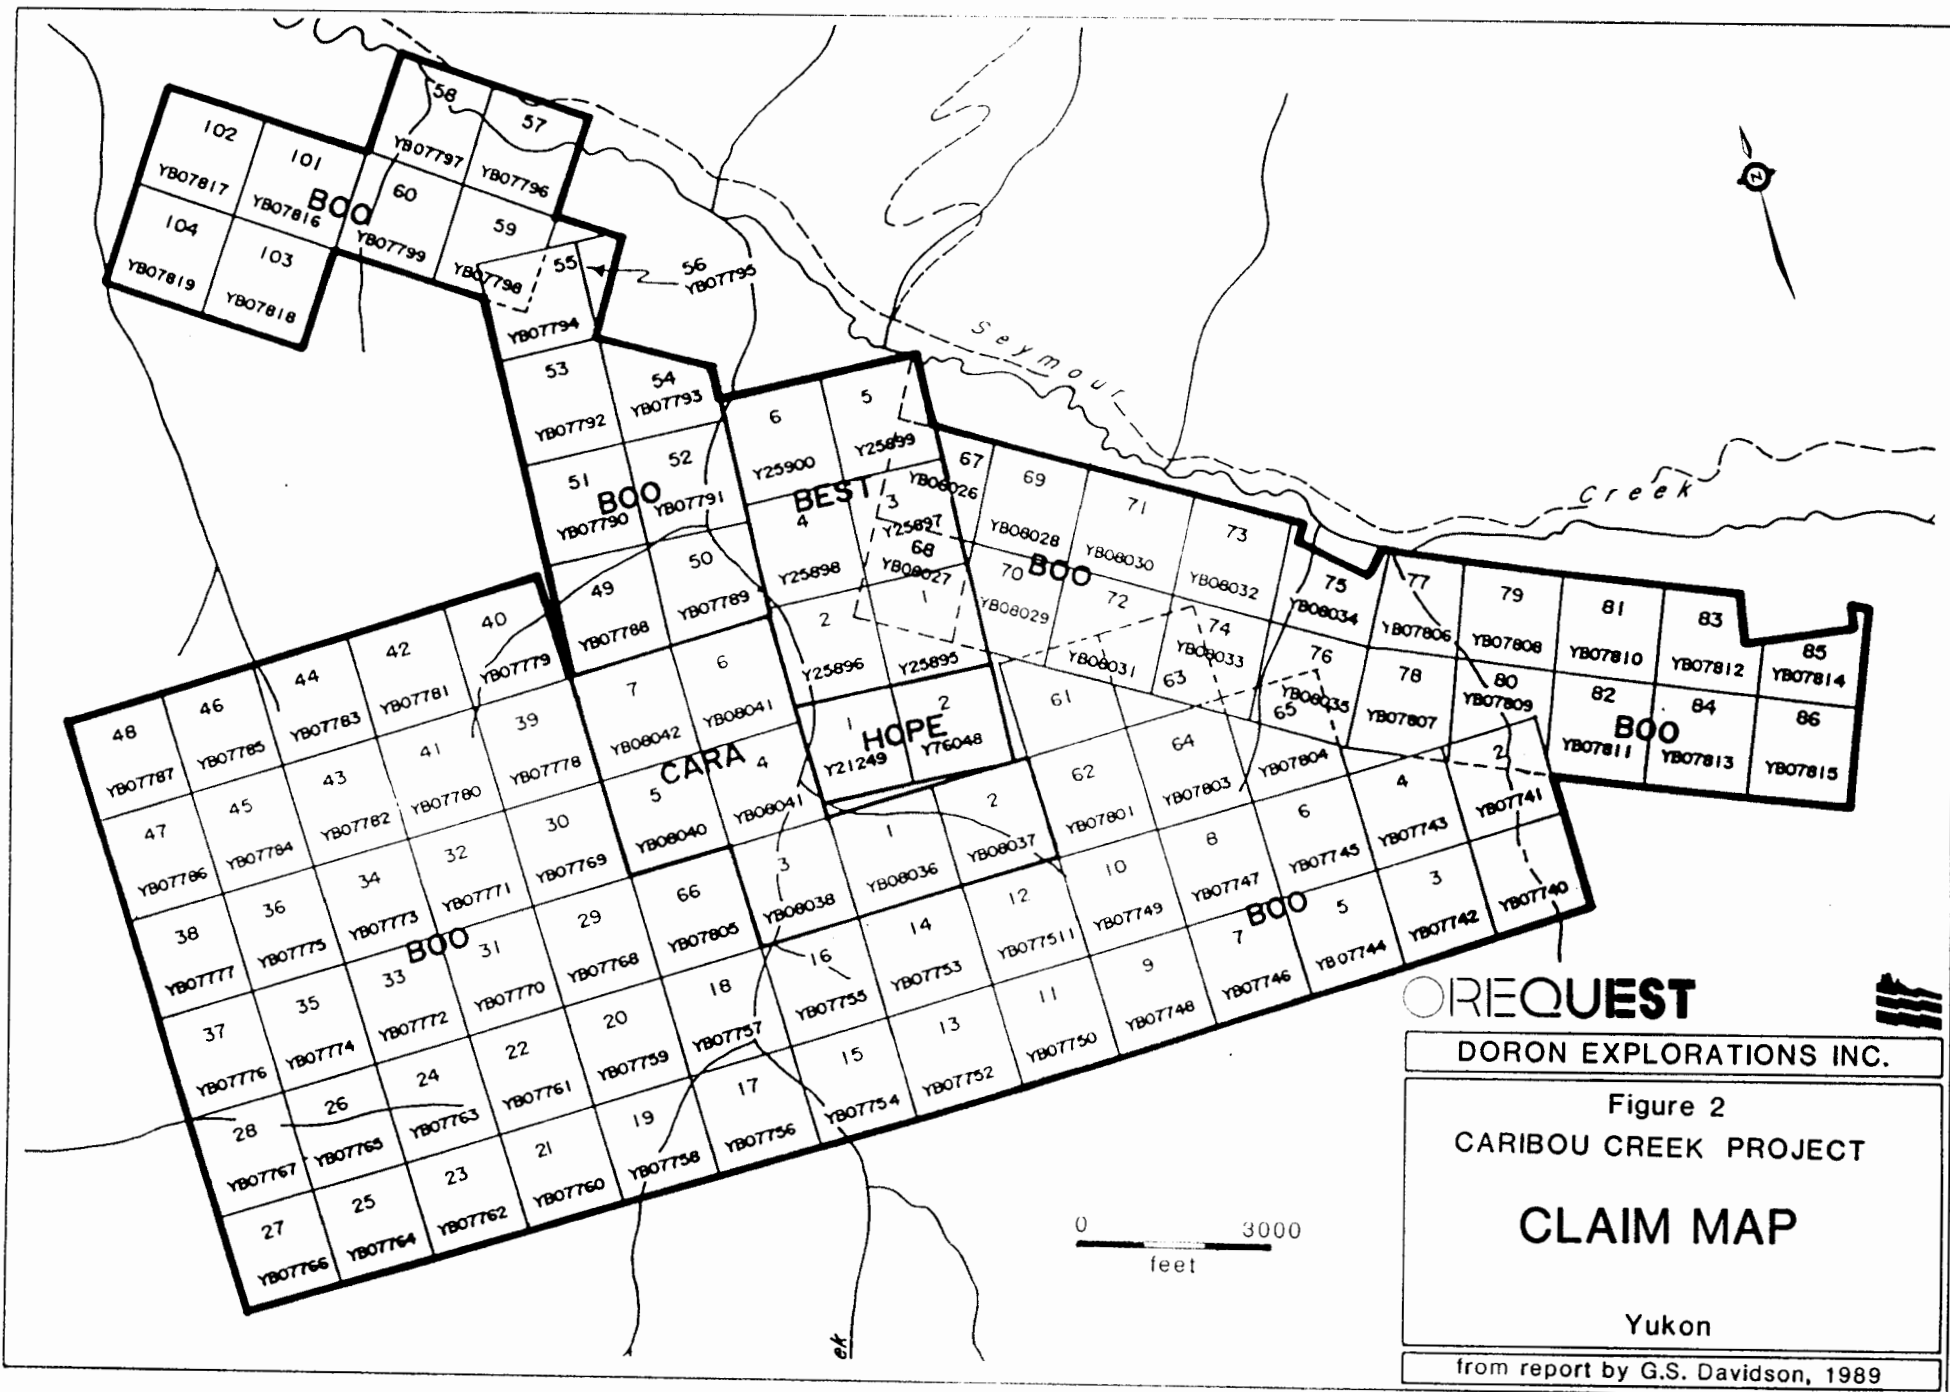 58
57
YB07797
YB07796
102
101
YB07817
YB07816
BOO
60
59
YB07799
YB07798
104
103
YB07819
YB07818
55
56
YB07795
YB07794
53
54
YB07793
YB07792
51
52
BOO
YB07791
YB07790
49
50
YB07789
YB07788
6
5
Y25900
Y25899
BEST
4
3
Y25898
Y25897
2
1
Y25896
Y25895
Seymour
Creek
67
YB08026
68
YB08027
69
YB08028
71
YB08030
73
YB08032
BOO
70
YB08029
72
YB08031
74
YB08033
75
YB08034
76
YB08035
77
YB07806
79
YB07808
81
YB07810
83
YB07812
85
YB07814
78
YB07807
80
YB07809
82
YB07811
84
YB07813
86
YB07815
BOO
1
2
HOPE
Y21249
Y76048
7
YB08042
6
YB08041
CARA
5
YB08040
4
YB08041
3
YB08038
1
YB08036
2
YB08037
61
63
65
62
YB07801
64
YB07803
YB07804
48
YB07787
46
YB07785
44
YB07783
42
YB07781
40
YB07779
47
YB07786
45
YB07784
43
YB07782
41
YB07780
39
YB07778
38
YB07777
36
YB07775
34
YB07773
32
YB07771
30
YB07769
BOO
37
YB07776
35
YB07774
33
YB07772
31
YB07770
29
YB07768
66
YB07805
28
YB07767
26
YB07765
24
YB07763
22
YB07761
20
YB07759
18
YB07757
16
YB07755
14
YB07753
12
YB077511
10
YB07749
8
YB07747
6
YB07745
4
YB07743
2
YB07741
BOO
27
YB07766
25
YB07764
23
YB07762
21
YB07760
19
YB07758
17
YB07756
15
YB07754
13
YB07752
11
YB07750
9
YB07748
7
YB07746
5
YB07744
3
YB07742
YB07740
ek
0 3000
feet
N
OREQUEST
DORON EXPLORATIONS INC.
Figure 2
CARIBOU CREEK PROJECT
CLAIM MAP
Yukon
from report by G.S. Davidson, 1989